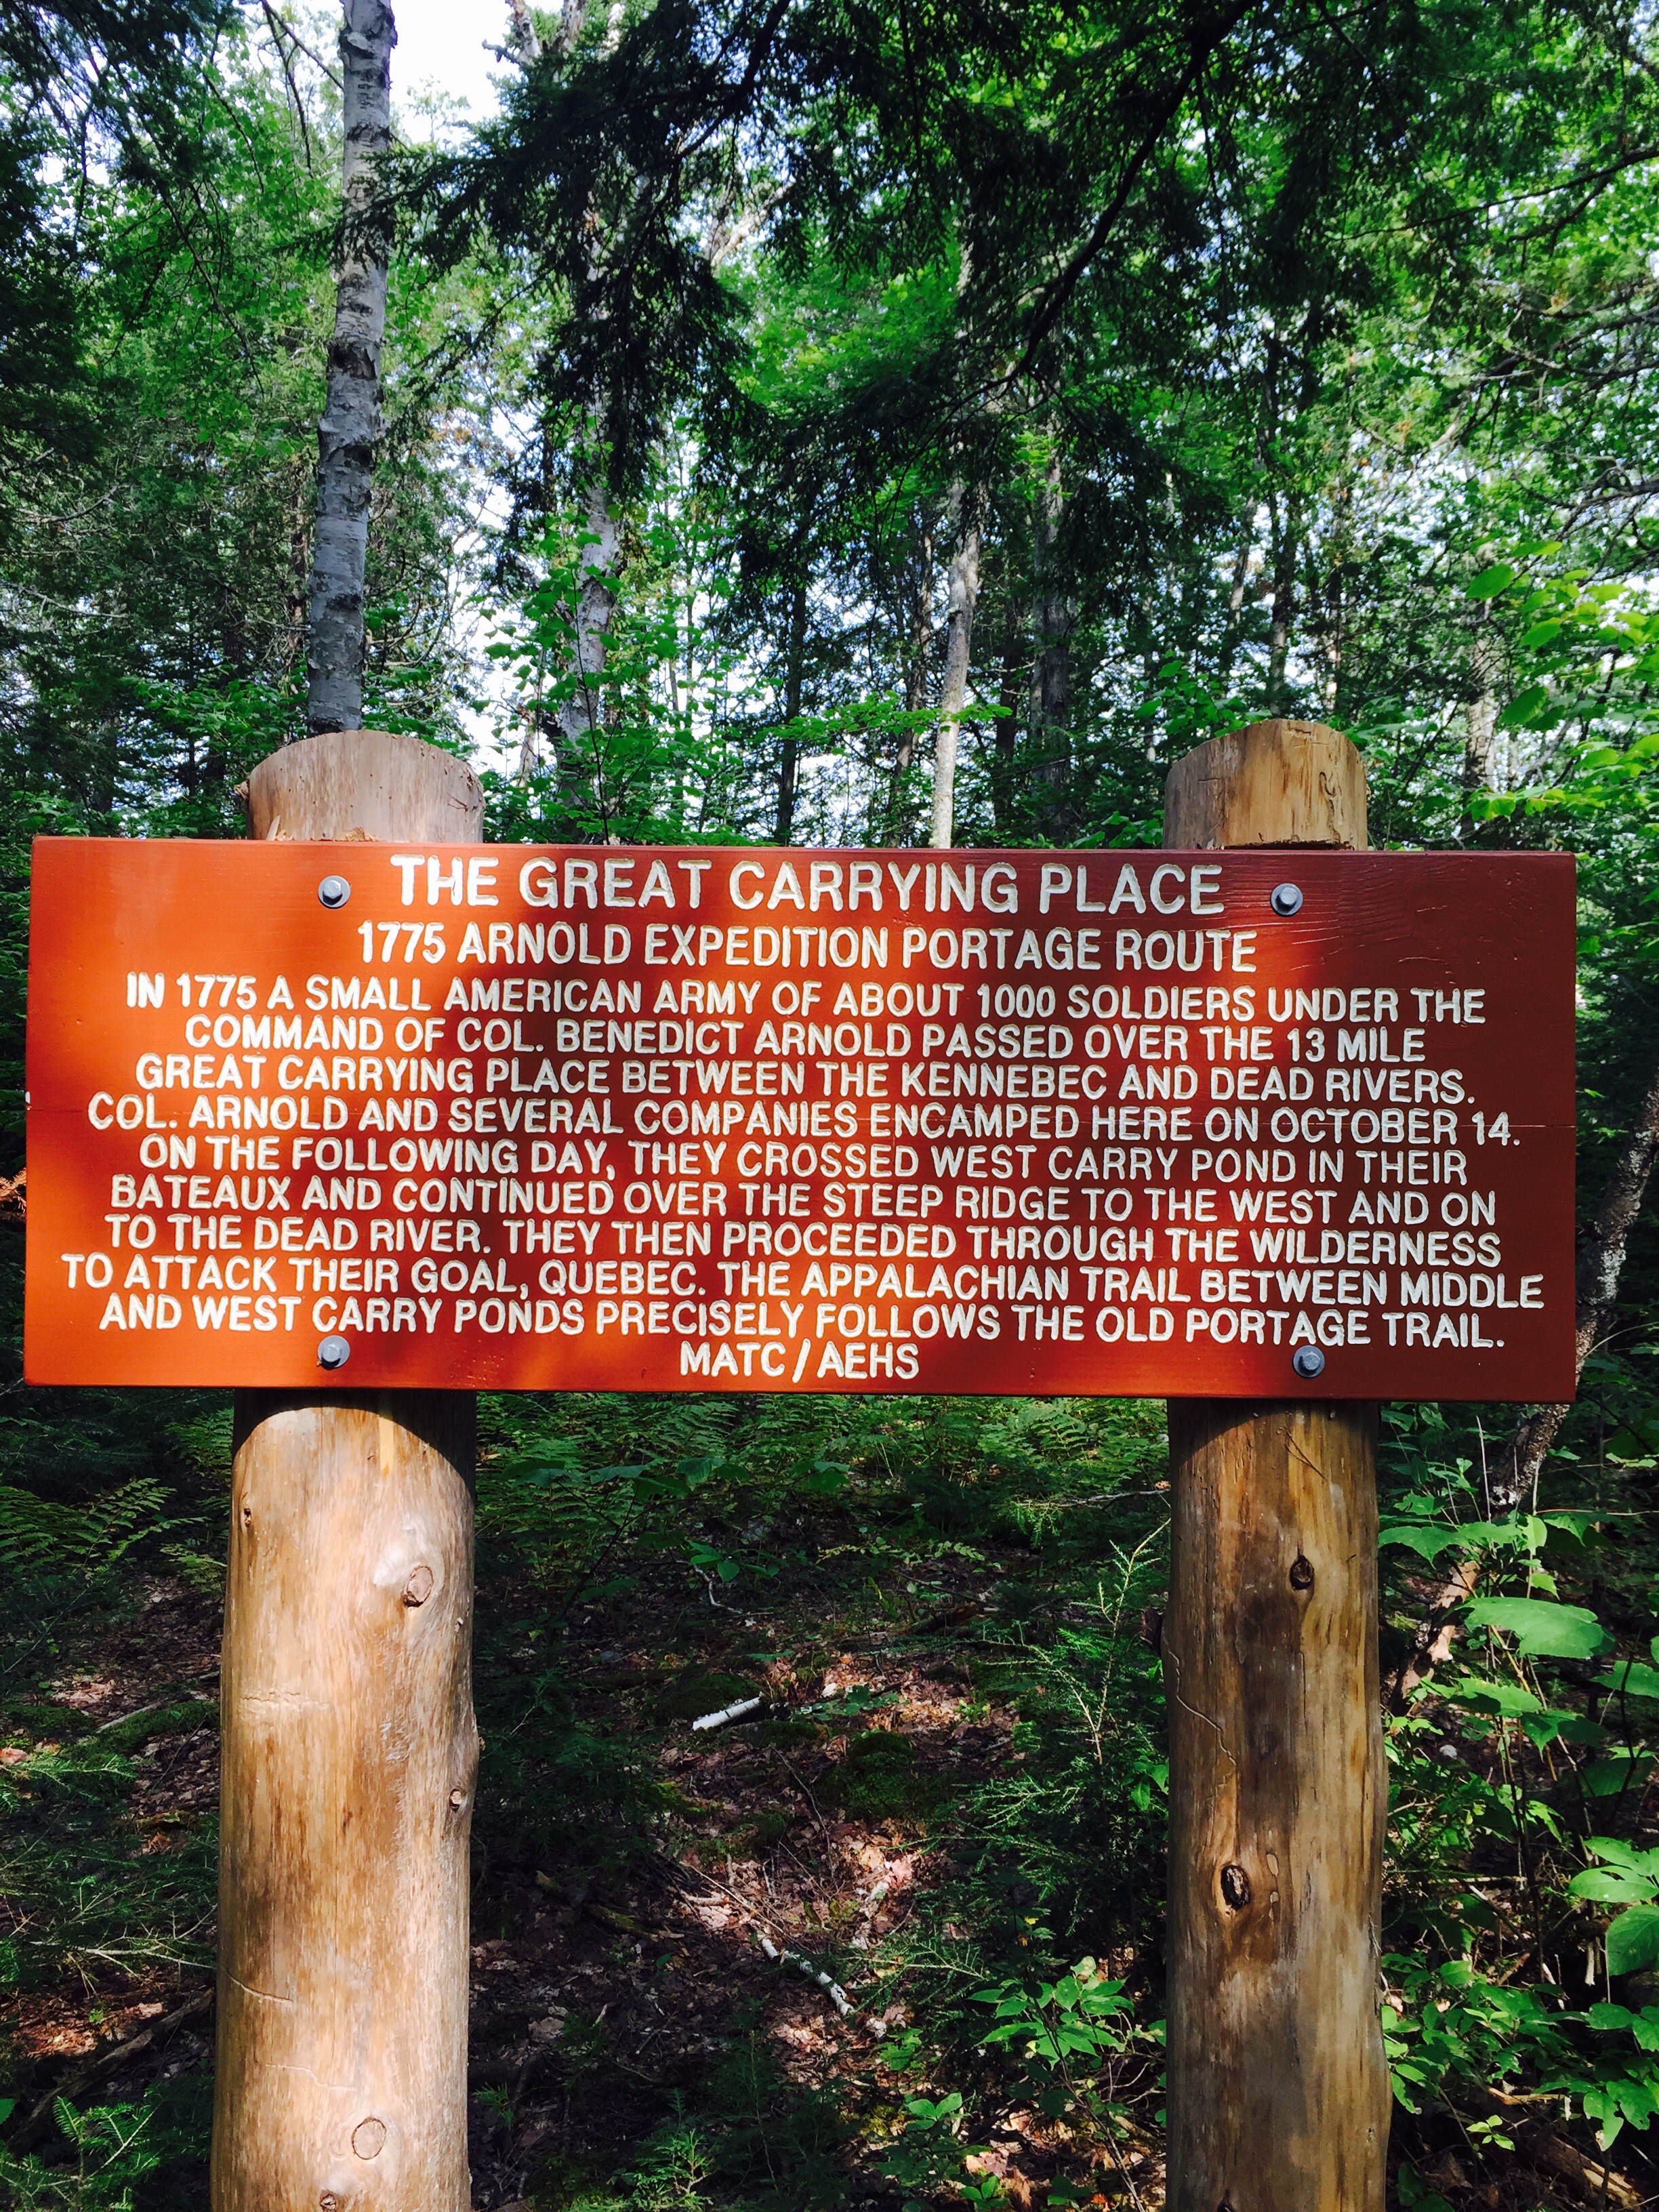 THE GREAT CARRYING PLACE
1775 ARNOLD EXPEDITION PORTAGE ROUTE
IN 1775 A SMALL AMERICAN ARMY OF ABOUT 1000 SOLDIERS UNDER THE
COMMAND OF COL. BENEDICT ARNOLD PASSED OVER THE 13 MILE
GREAT CARRYING PLACE BETWEEN THE KENNEBEC AND DEAD RIVERS.
COL. ARNOLD AND SEVERAL COMPANIES ENCAMPED HERE ON OCTOBER 14.
ON THE FOLLOWING DAY, THEY CROSSED WEST CARRY POND IN THEIR
BATEAUX AND CONTINUED OVER THE STEEP RIDGE TO THE WEST AND ON
TO THE DEAD RIVER. THEY THEN PROCEEDED THROUGH THE WILDERNESS
TO ATTACK THEIR GOAL, QUEBEC. THE APPALACHIAN TRAIL BETWEEN MIDDLE
AND WEST CARRY PONDS PRECISELY FOLLOWS THE OLD PORTAGE TRAIL.
MATC/AEHS